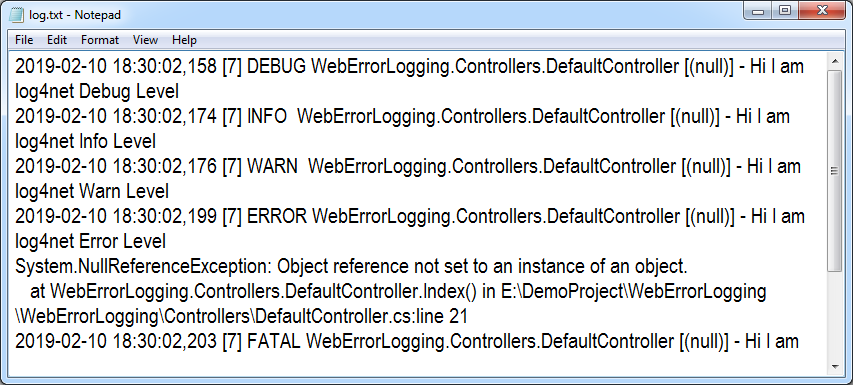 log.txt - Notepad
File Edit Format View Help
2019-02-10 18:30:02,158 [7] DEBUG WebErrorLogging.Controllers.DefaultController [(null)] - Hi I am
log4net Debug Level
2019-02-10 18:30:02,174 [7] INFO  WebErrorLogging.Controllers.DefaultController [(null)] - Hi I am
log4net Info Level
2019-02-10 18:30:02,176 [7] WARN  WebErrorLogging.Controllers.DefaultController [(null)] - Hi I am
log4net Warn Level
2019-02-10 18:30:02,199 [7] ERROR WebErrorLogging.Controllers.DefaultController [(null)] - Hi I am
log4net Error Level
System.NullReferenceException: Object reference not set to an instance of an object.
   at WebErrorLogging.Controllers.DefaultController.Index() in E:\DemoProject\WebErrorLogging
\WebErrorLogging\Controllers\DefaultController.cs:line 21
2019-02-10 18:30:02,203 [7] FATAL WebErrorLogging.Controllers.DefaultController [(null)] - Hi I am